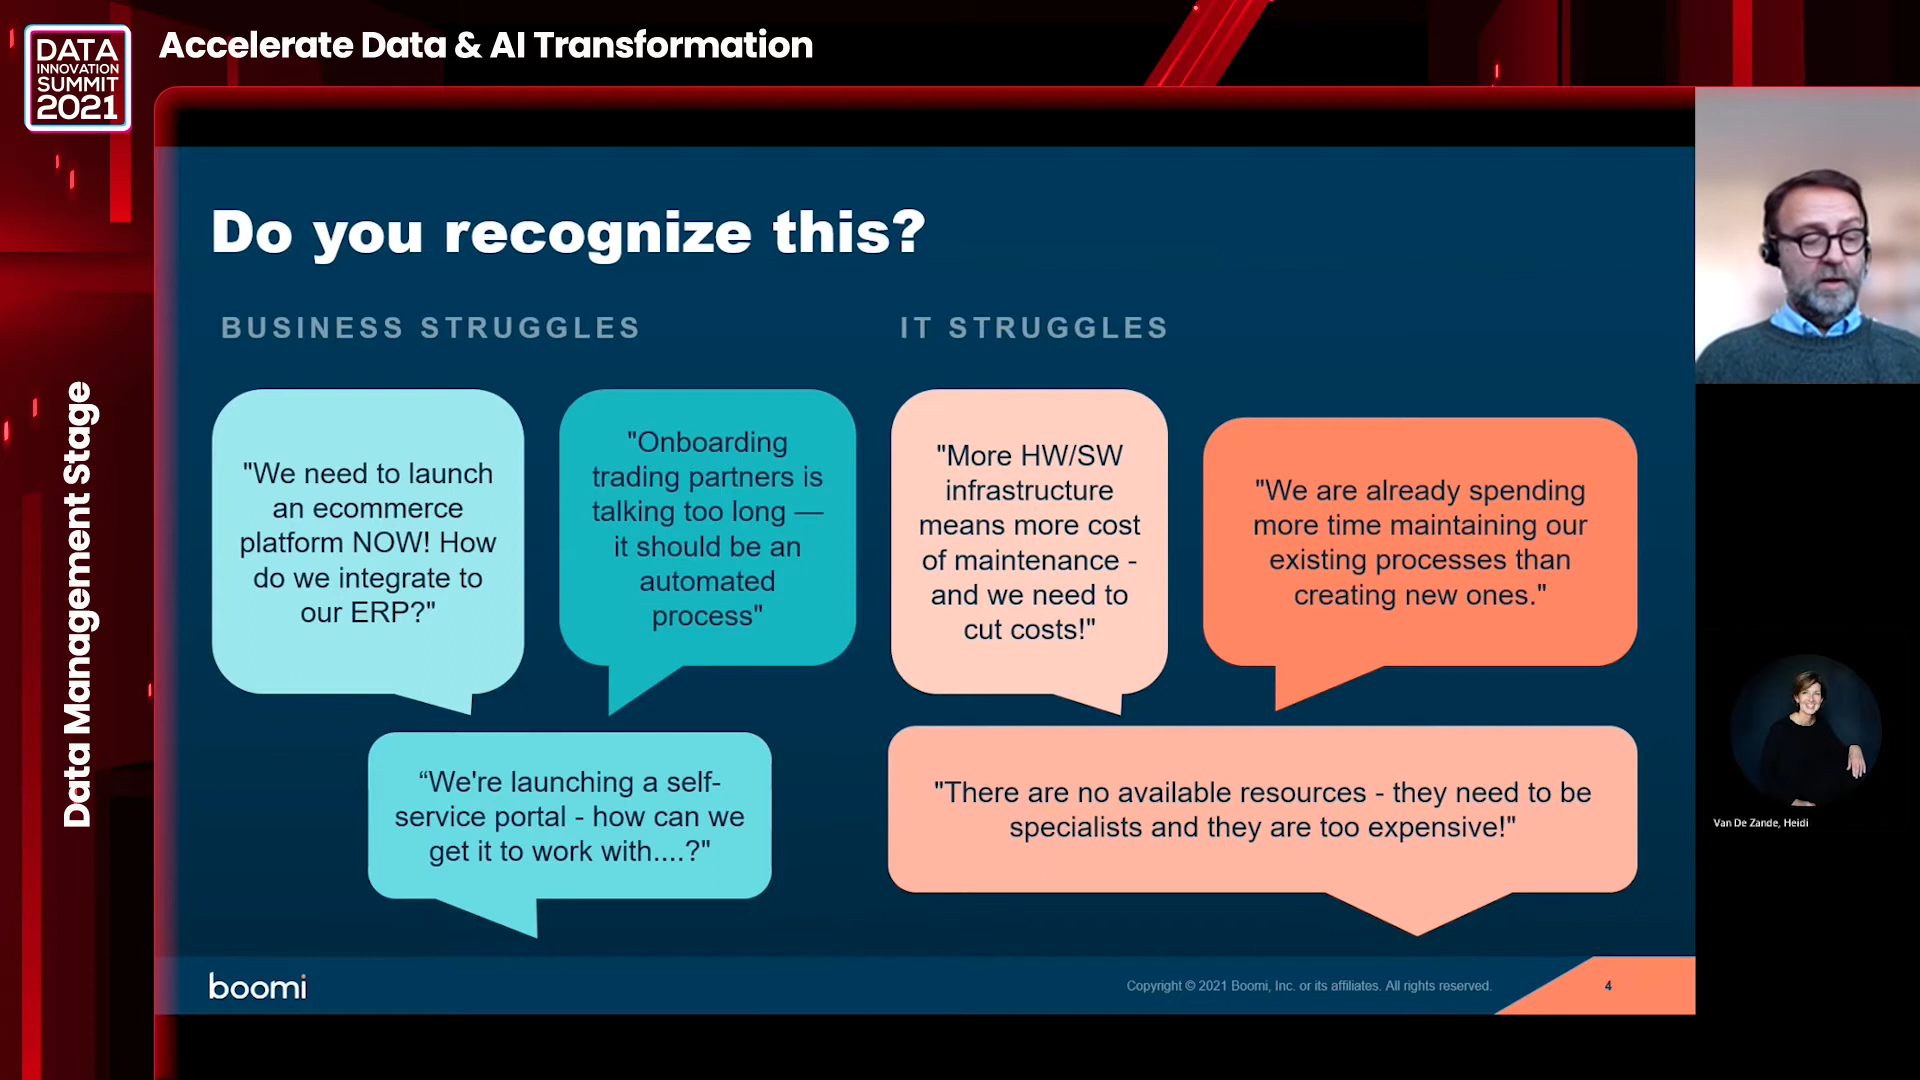 DATA
INNOVATION
SUMMIT
2021
Accelerate Data & AI Transformation
Data Management Stage
Do you recognize this?
BUSINESS STRUGGLES
"We need to launch
an ecommerce
platform NOW! How
do we integrate to
our ERP?"
"Onboarding
trading partners is
talking too long —
it should be an
automated
process"
“We're launching a self-
service portal - how can we
get it to work with....?"
IT STRUGGLES
"More HW/SW
infrastructure
means more cost
of maintenance -
and we need to
cut costs!"
"We are already spending
more time maintaining our
existing processes than
creating new ones."
"There are no available resources - they need to be
specialists and they are too expensive!"
boomi
Copyright © 2021 Boomi, Inc. or its affiliates. All rights reserved.
4
Van De Zande, Heidi